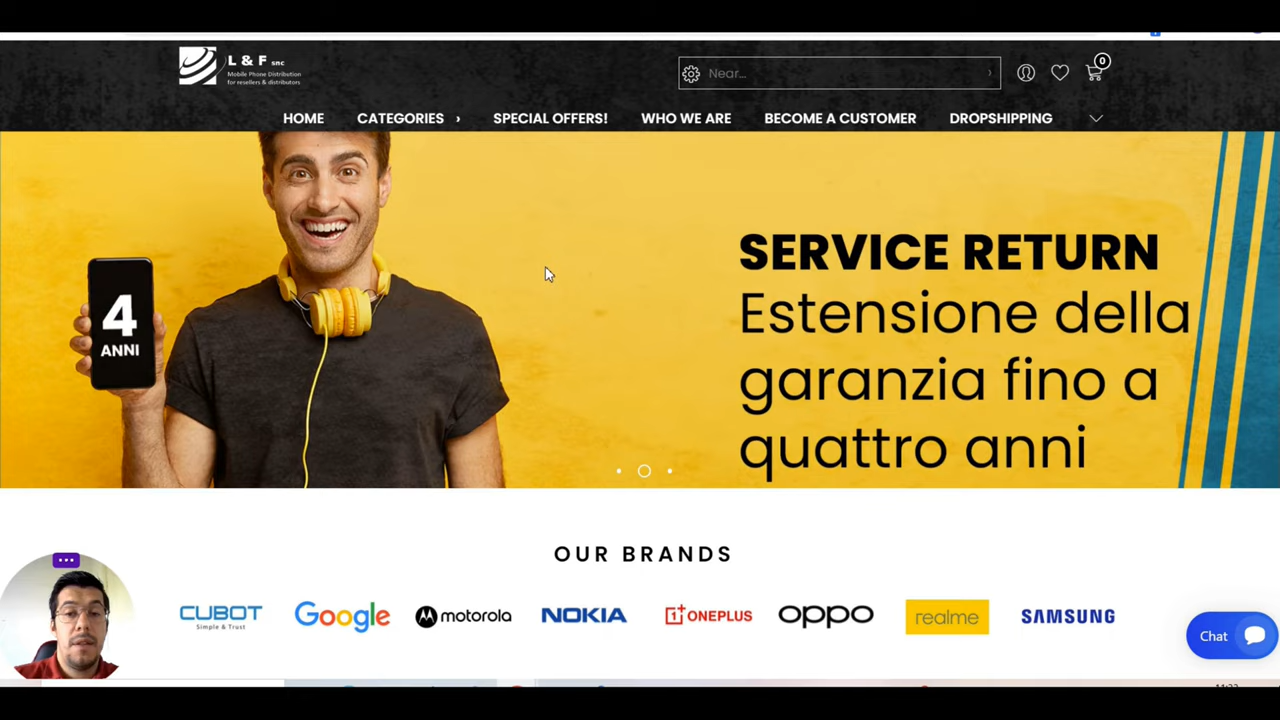 L & F snc
Mobile Phone Distribution
for resellers & distributors
Near...
0
HOME
CATEGORIES
SPECIAL OFFERS!
WHO WE ARE
BECOME A CUSTOMER
DROPSHIPPING
4
ANNI
SERVICE RETURN
Estensione della
garanzia fino a
quattro anni
OUR BRANDS
CUBOT
Simple & Trust
Google
motorola
NOKIA
ONEPLUS
oppo
realme
SAMSUNG
Chat